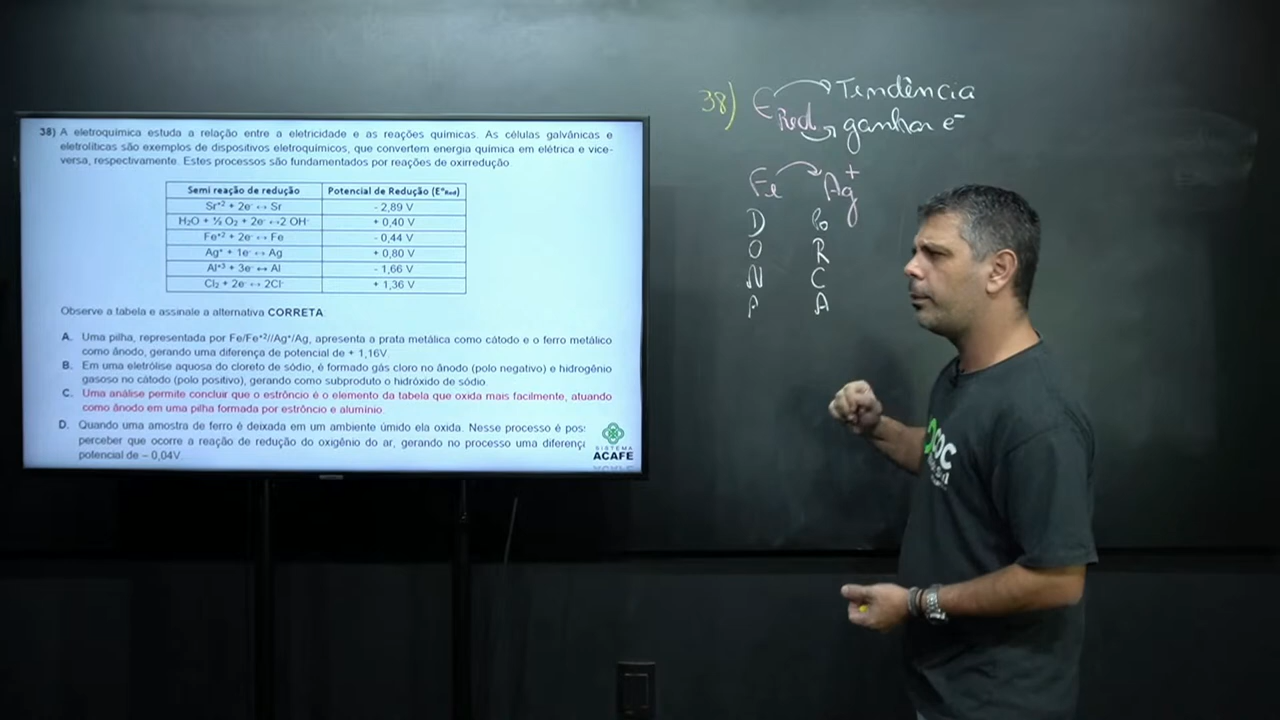 38) A eletroquímica estuda a relação entre a eletricidade e as reações químicas. As células galvânicas e
eletrolíticas são exemplos de dispositivos eletroquímicos, que convertem energia química em elétrica e vice-
versa, respectivamente. Estes processos são fundamentados por reações de oxirredução.
Semi reação de redução Potencial de Redução (E°Red)
Sr⁺² + 2e⁻ ↔ Sr - 2,89 V
H₂O + ½ O₂ + 2e⁻ ↔ 2 OH⁻ + 0,40 V
Fe⁺² + 2e⁻ ↔ Fe - 0,44 V
Ag⁺ + 1e⁻ ↔ Ag + 0,80 V
Al⁺³ + 3e⁻ ↔ Al - 1,66 V
Cl₂ + 2e⁻ ↔ 2Cl⁻ + 1,36 V
Observe a tabela e assinale a alternativa CORRETA
A. Uma pilha, representada por Fe/Fe⁺²//Ag⁺/Ag, apresenta a prata metálica como cátodo e o ferro metálico
como ânodo, gerando uma diferença de potencial de + 1,16V.
B. Em uma eletrólise aquosa do cloreto de sódio, é formado gás cloro no ânodo (polo negativo) e hidrogênio
gasoso no cátodo (polo positivo), gerando como subproduto o hidróxido de sódio.
C. Uma análise permite concluir que o estrôncio é o elemento da tabela que oxida mais facilmente, atuando
como ânodo em uma pilha formada por estrôncio e alumínio.
D. Quando uma amostra de ferro é deixada em um ambiente úmido ela oxida. Nesse processo é pos
perceber que ocorre a reação de redução do oxigênio do ar, gerando no processo uma diferenç
potencial de – 0,04V.
SISTEMA
ACAFE
38) E Red Tendência
ganhar e⁻
Fe Ag⁺
D
O R
N C
A A